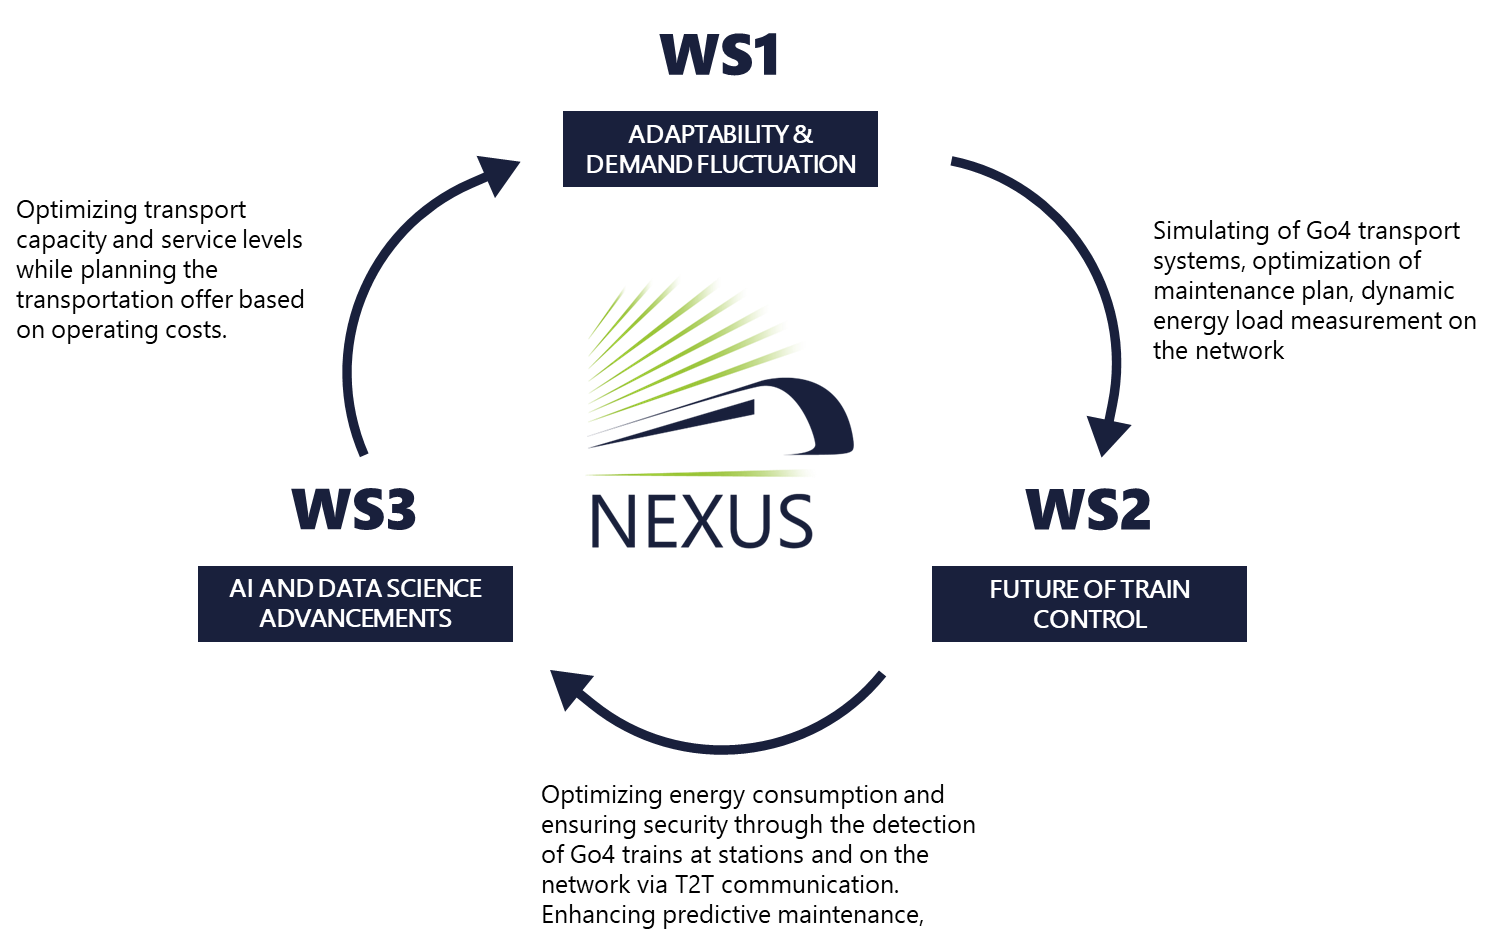 WS1
ADAPTABILITY &
DEMAND FLUCTUATION
Optimizing transport
capacity and service levels
while planning the
transportation offer based
on operating costs.
Simulating of Go4 transport
systems, optimization of
maintenance plan, dynamic
energy load measurement on
the network
NEXUS
WS3
AI AND DATA SCIENCE
ADVANCEMENTS
WS2
FUTURE OF TRAIN
CONTROL
Optimizing energy consumption and
ensuring security through the detection
of Go4 trains at stations and on the
network via T2T communication.
Enhancing predictive maintenance,